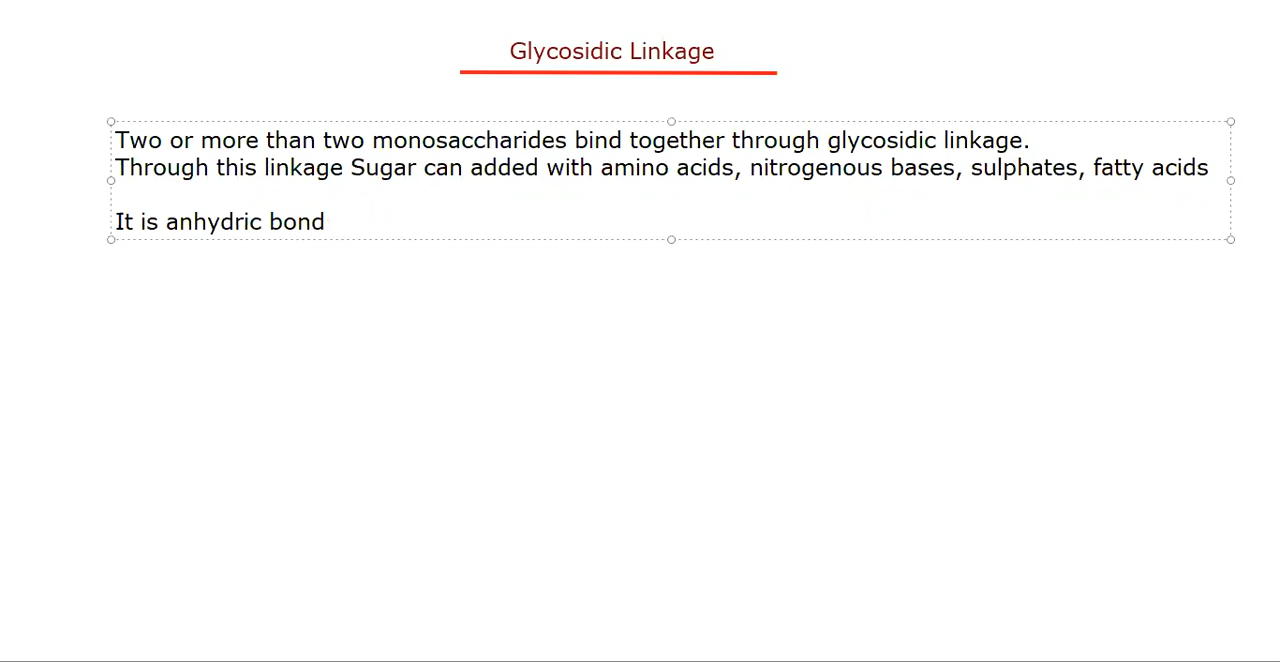 Glycosidic Linkage
Two or more than two monosaccharides bind together through glycosidic linkage.
Through this linkage Sugar can added with amino acids, nitrogenous bases, sulphates, fatty acids
It is anhydric bond